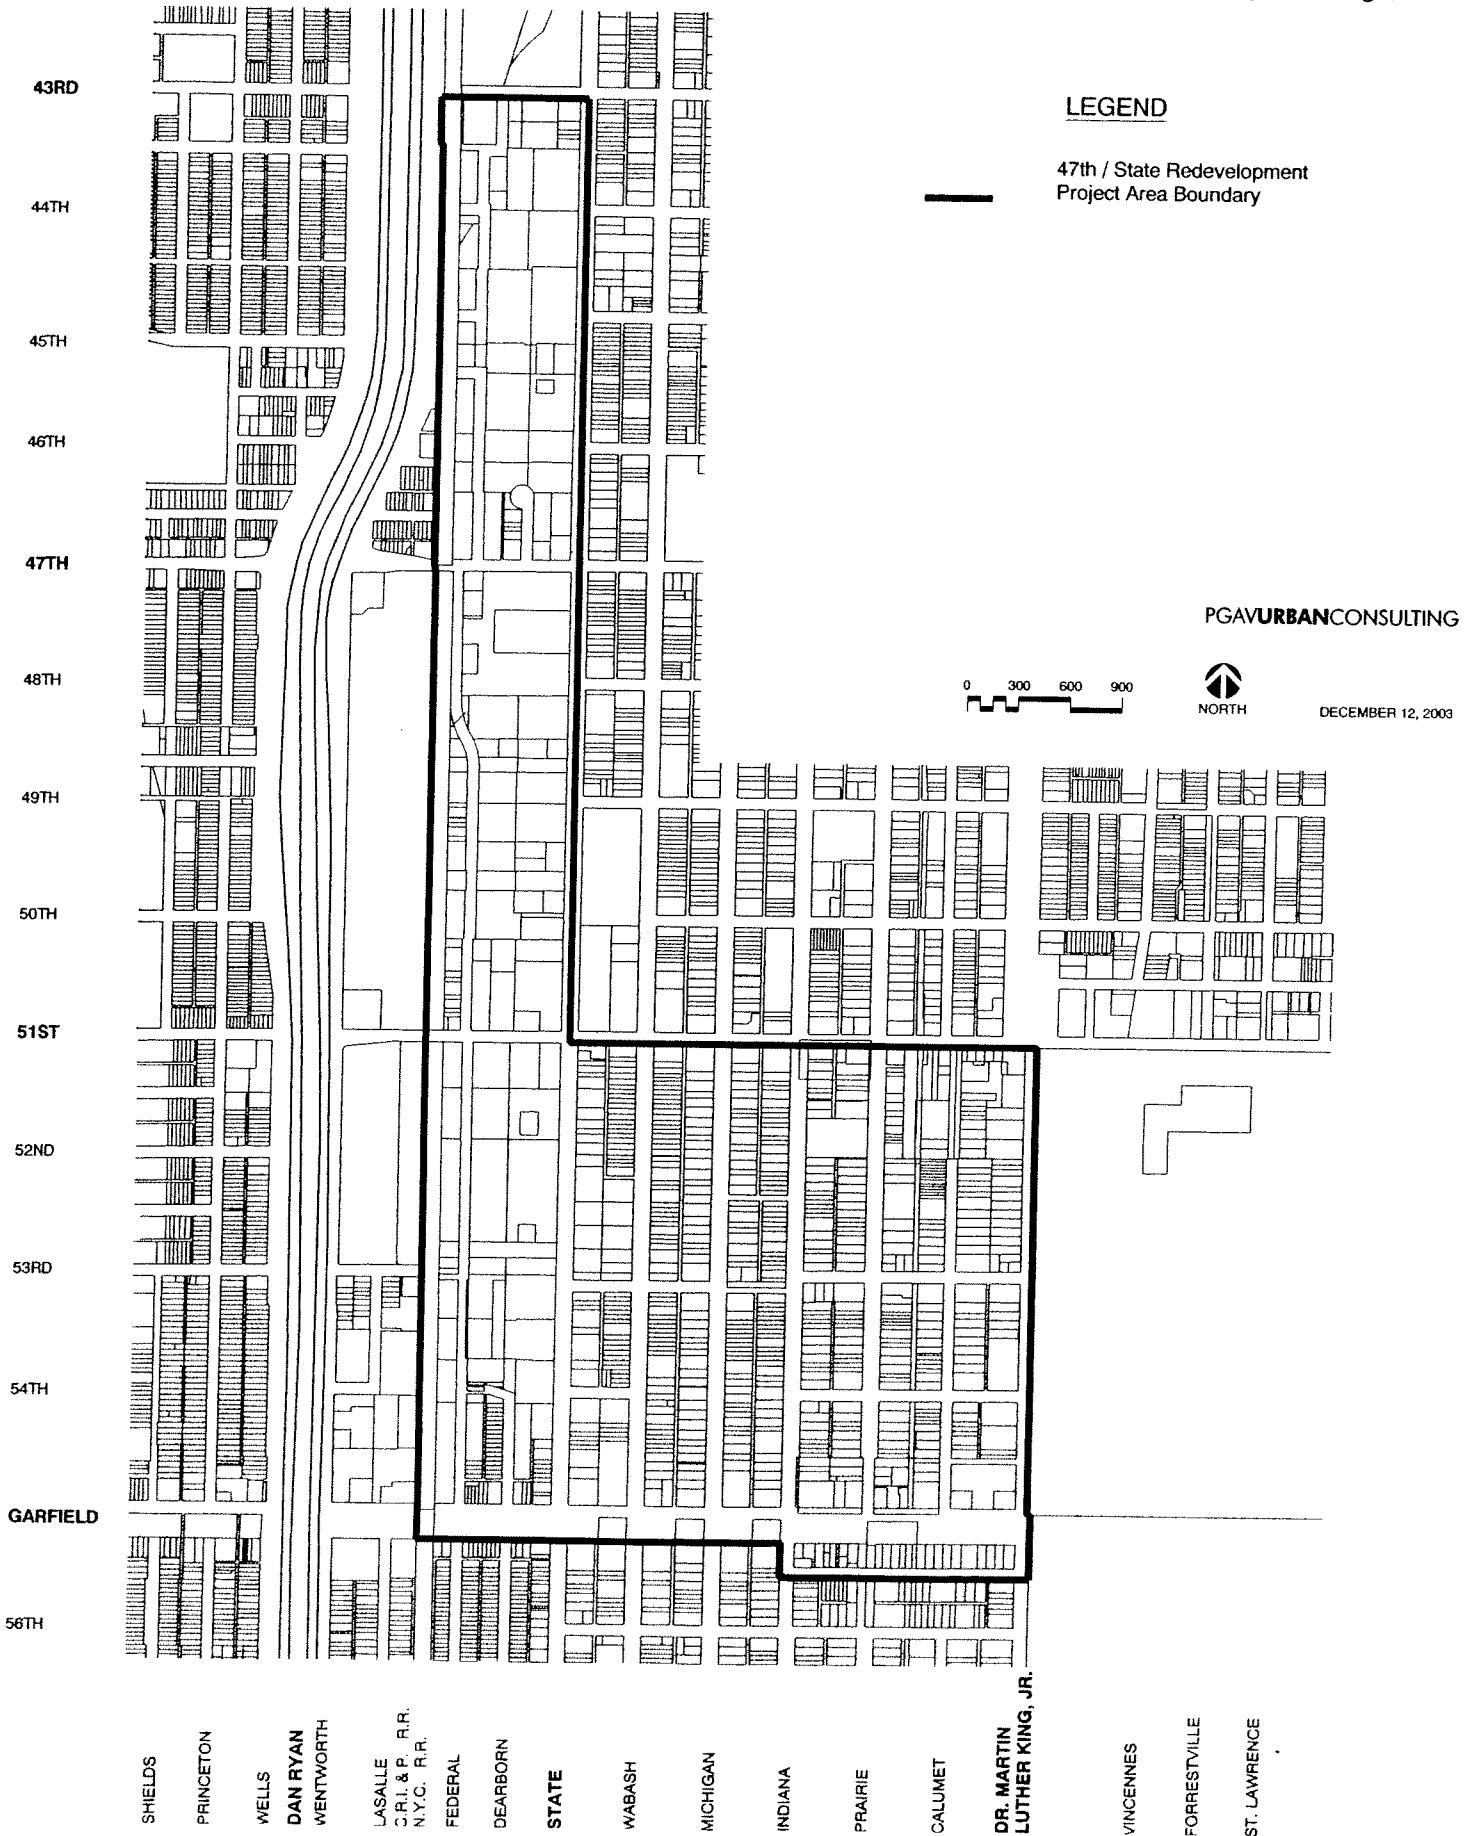 43RD
LEGEND
47th / State Redevelopment
Project Area Boundary
44TH
45TH
46TH
47TH
PGAVURBANCONSULTING
48TH
0 300 600 900
NORTH
DECEMBER 12, 2003
49TH
50TH
51ST
52ND
53RD
54TH
GARFIELD
56TH
SHIELDS
PRINCETON
WELLS
DAN RYAN
WENTWORTH
LASALLE
C.R.I. & P. R.R.
N.Y.C. R.R.
FEDERAL
DEARBORN
STATE
WABASH
MICHIGAN
INDIANA
PRAIRIE
CALUMET
DR. MARTIN
LUTHER KING, JR.
VINCENNES
FORRESTVILLE
ST. LAWRENCE